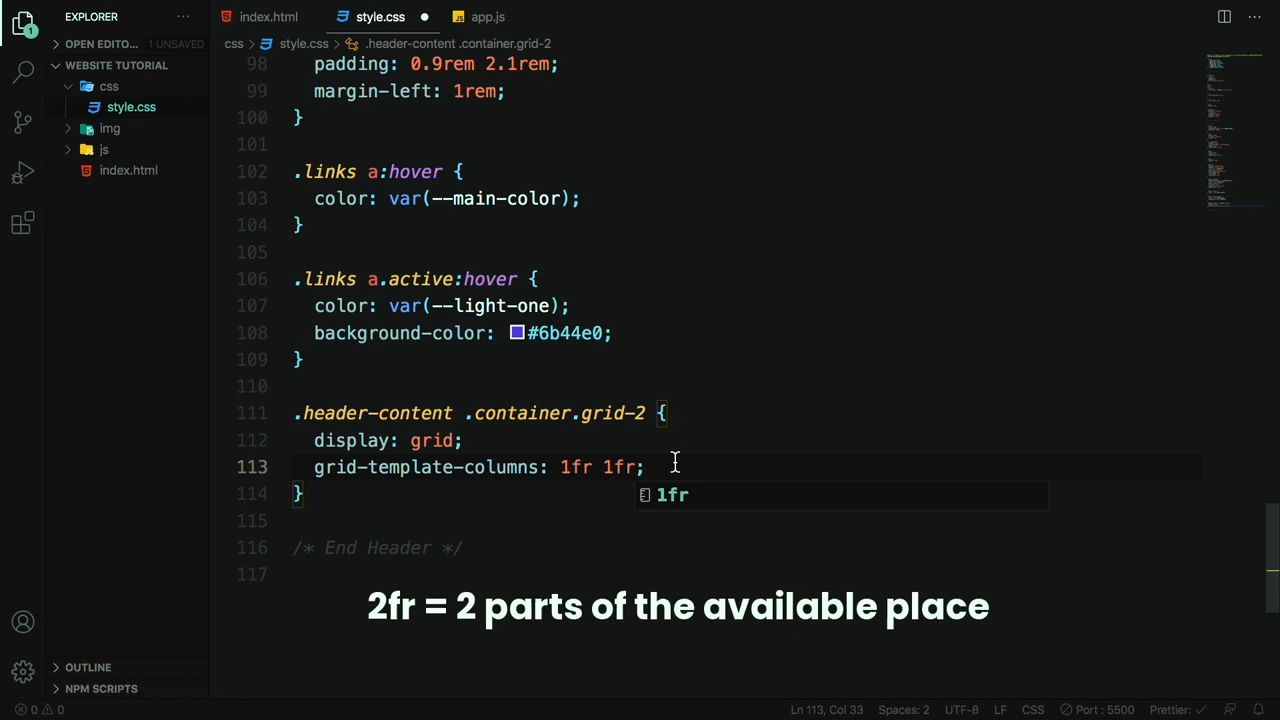 EXPLORER
index.html
style.css
app.js
OPEN EDITO... 1 UNSAVED
css > style.css > .header-content .container.grid-2
WEBSITE TUTORIAL
css
style.css
img
js
index.html
98 padding: 0.9rem 2.1rem;
99 margin-left: 1rem;
100 }
101
102 .links a:hover {
103 color: var(--main-color);
104 }
105
106 .links a.active:hover {
107 color: var(--light-one);
108 background-color: #6b44e0;
109 }
110
111 .header-content .container.grid-2 {
112 display: grid;
113 grid-template-columns: 1fr 1fr;
114 }
1fr
115
116 /* End Header */
117
2fr = 2 parts of the available place
OUTLINE
NPM SCRIPTS
0 0
Ln 113, Col 33 Spaces: 2 UTF-8 LF CSS Port : 5500 Prettier: ✓
1